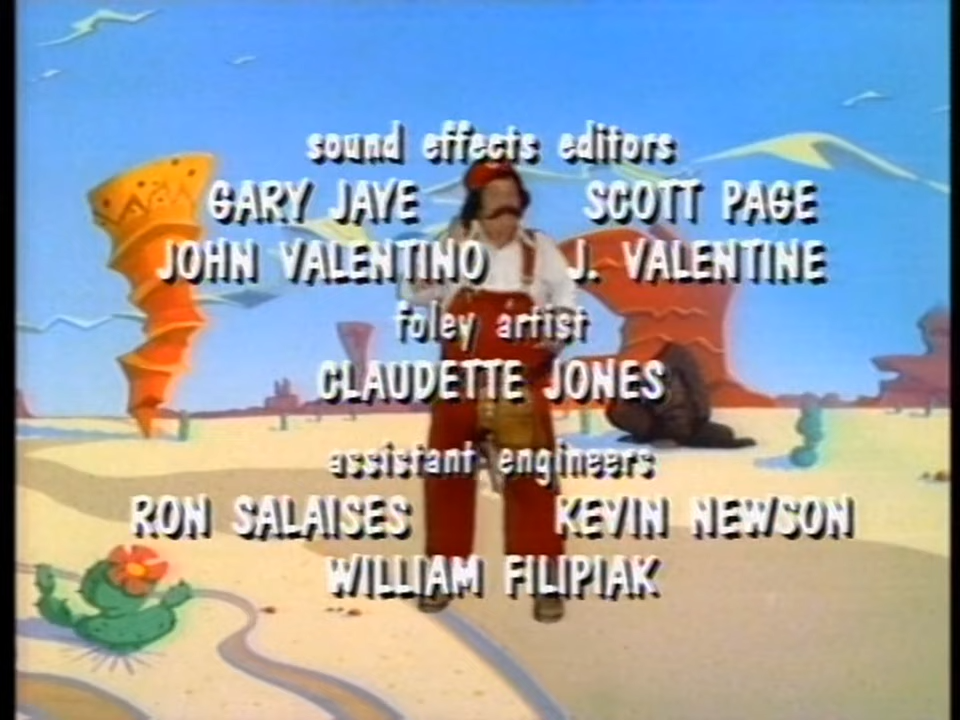 sound effects editors
GARY JAYE SCOTT PAGE
JOHN VALENTINO J. VALENTINE
foley artist
CLAUDETTE JONES
assistant engineers
RON SALAISES KEVIN NEWSON
WILLIAM FILIPIAK